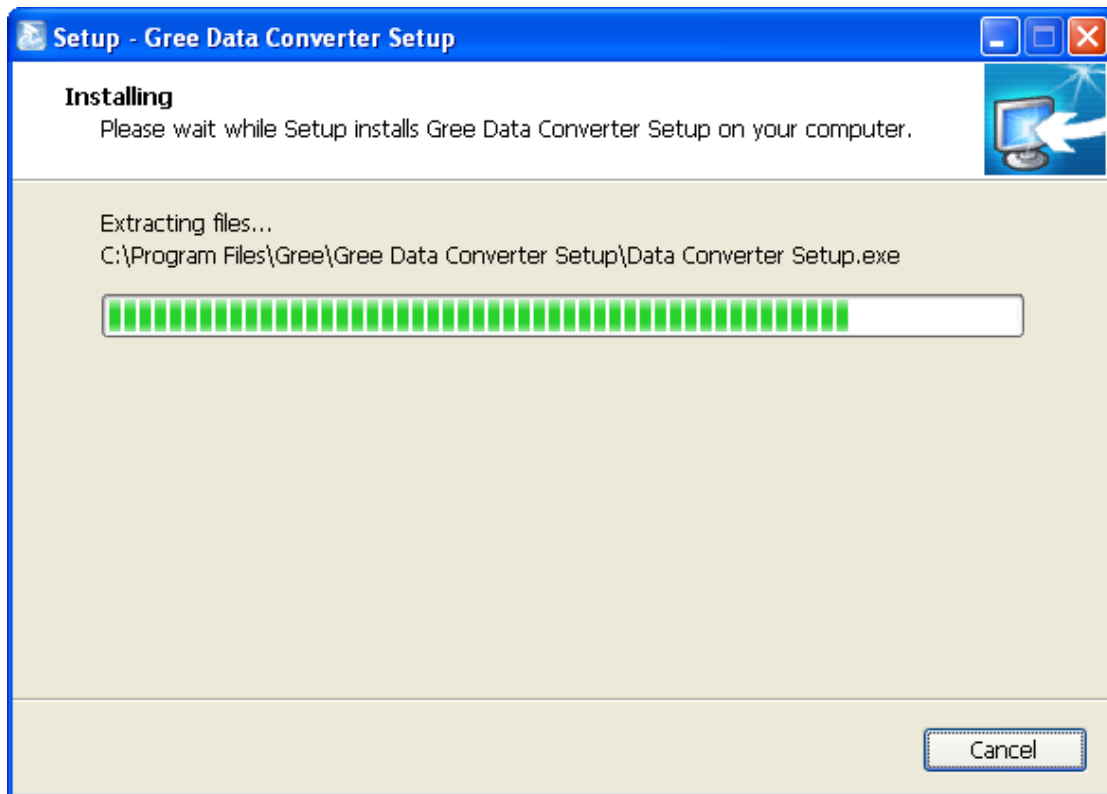 Setup - Gree Data Converter Setup
Installing
Please wait while Setup installs Gree Data Converter Setup on your computer.
Extracting files...
C:\Program Files\Gree\Gree Data Converter Setup\Data Converter Setup.exe
Cancel